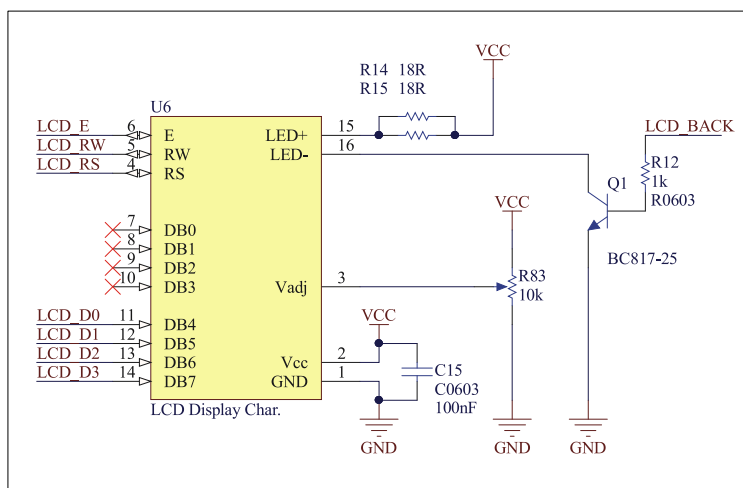 VCC
R14 18R
R15 18R
U6
LCD_E 6 E LED+ 15
LCD_RW 5 RW LED- 16
LCD_RS 4 RS
LCD_BACK
R12
1k
R0603
Q1
BC817-25
7 DB0
8 DB1
9 DB2
10 DB3 Vadj 3
VCC
R83
10k
LCD_D0 11 DB4
LCD_D1 12 DB5
LCD_D2 13 DB6 Vcc 2
LCD_D3 14 DB7 GND 1
VCC
C15
C0603
100nF
LCD Display Char.
GND
GND
GND